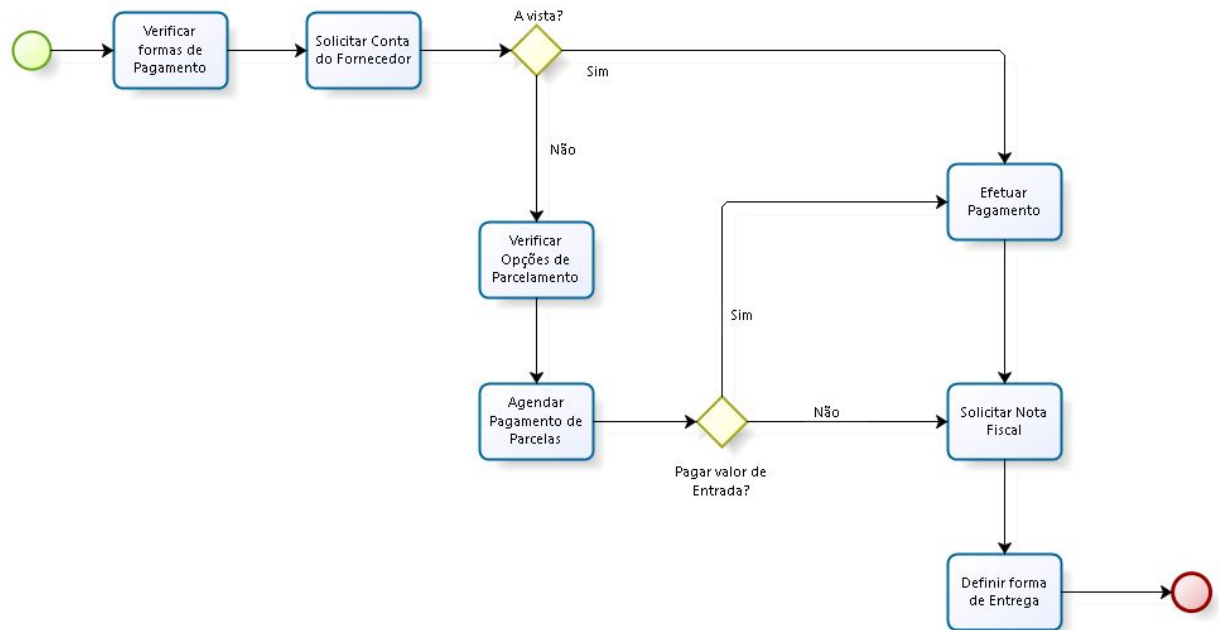 Verificar
formas de
Pagamento
Solicitar Conta
do Fornecedor
A vista?
Sim
Não
Efetuar
Pagamento
Verificar
Opções de
Parcelamento
Sim
Agendar
Pagamento de
Parcelas
Não
Pagar valor de
Entrada?
Solicitar Nota
Fiscal
Definir forma
de Entrega